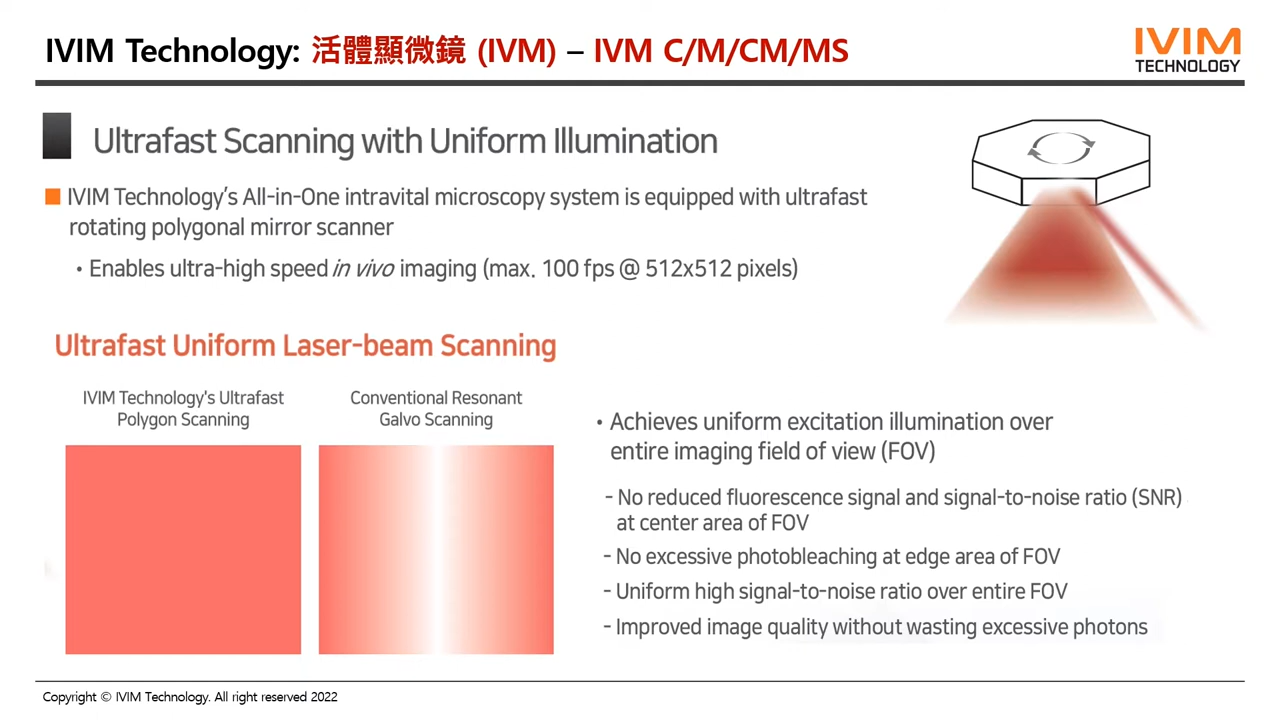 IVIM Technology: 活體顯微鏡 (IVM) – IVM C/M/CM/MS
IVIM
TECHNOLOGY
Ultrafast Scanning with Uniform Illumination
IVIM Technology's All-in-One intravital microscopy system is equipped with ultrafast
rotating polygonal mirror scanner
• Enables ultra-high speed in vivo imaging (max. 100 fps @ 512x512 pixels)
Ultrafast Uniform Laser-beam Scanning
IVIM Technology's Ultrafast
Polygon Scanning
Conventional Resonant
Galvo Scanning
• Achieves uniform excitation illumination over
entire imaging field of view (FOV)
- No reduced fluorescence signal and signal-to-noise ratio (SNR)
at center area of FOV
- No excessive photobleaching at edge area of FOV
- Uniform high signal-to-noise ratio over entire FOV
- Improved image quality without wasting excessive photons
Copyright © IVIM Technology. All right reserved 2022